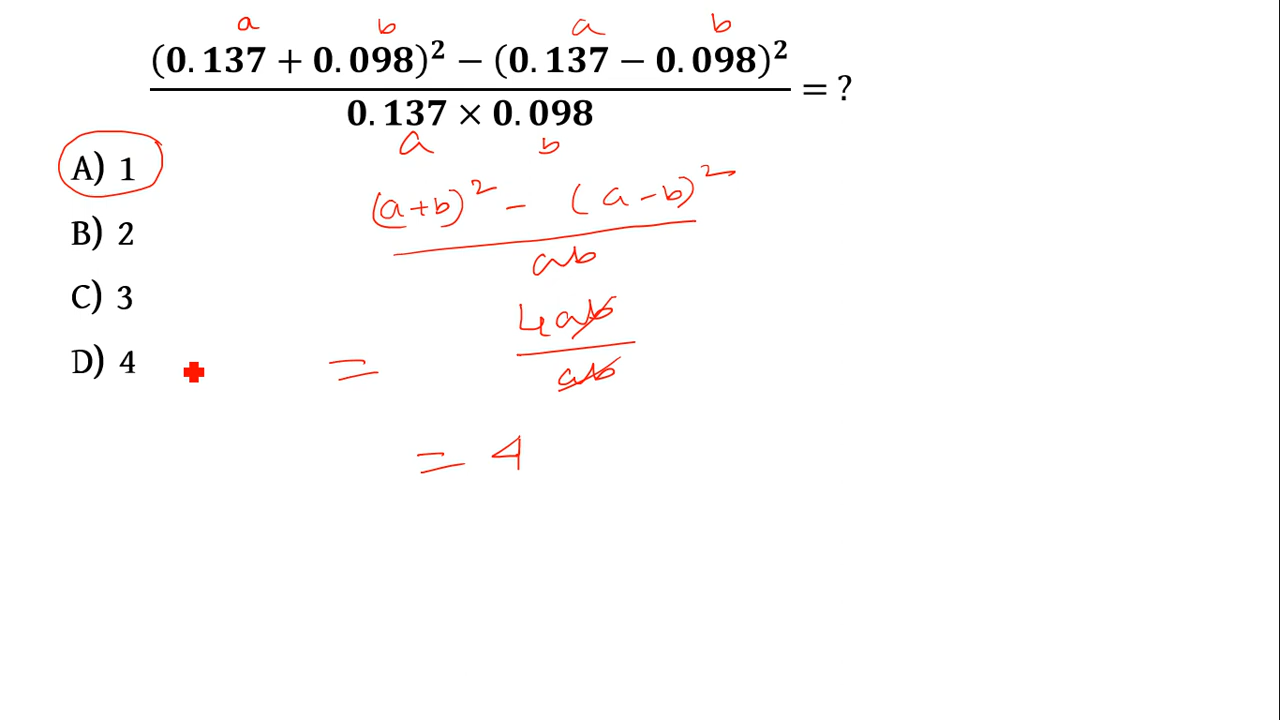 a b a b
(0.137 + 0.098)² − (0.137 − 0.098)²
= ?
0.137 × 0.098
a b
A) 1
(a+b)² − (a−b)²
ab
B) 2
C) 3
4ab
D) 4
=
ab
= 4